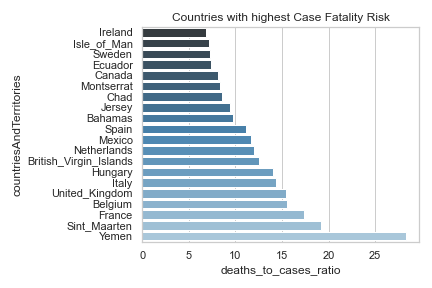 Countries with highest Case Fatality Risk
Ireland
Isle_of_Man
Sweden
Ecuador
Canada
Montserrat
Chad
Jersey
Bahamas
Spain
Mexico
Netherlands
British_Virgin_Islands
Hungary
Italy
United_Kingdom
Belgium
France
Sint_Maarten
Yemen
countriesAndTerritories
0 5 10 15 20 25
deaths_to_cases_ratio